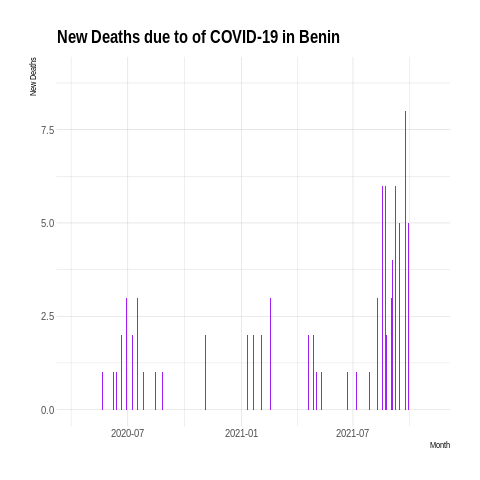 New Deaths due to of COVID-19 in Benin
New Deaths
7.5
5.0
2.5
0.0
2020-07
2021-01
2021-07
Month